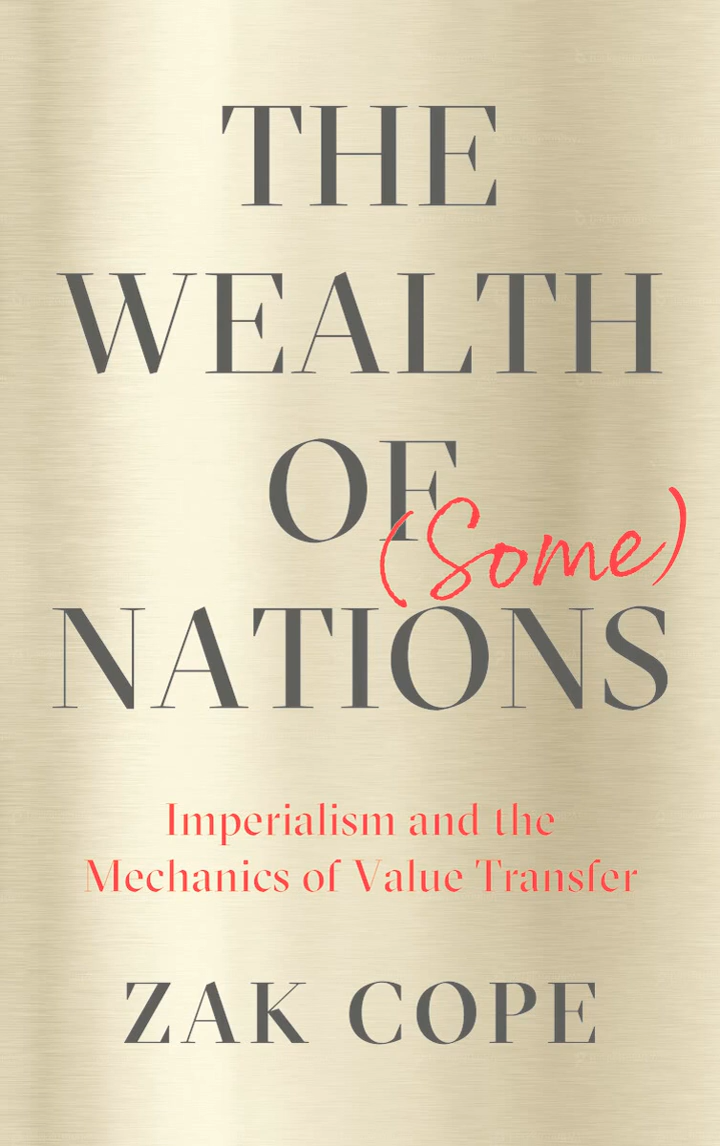 THE
WEALTH
OF
(Some)
NATIONS
Imperialism and the
Mechanics of Value Transfer
ZAK COPE